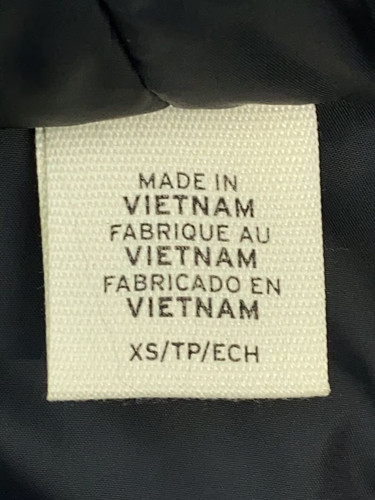 MADE IN
VIETNAM
FABRIQUE AU
VIETNAM
FABRICADO EN
VIETNAM
XS/TP/ECH